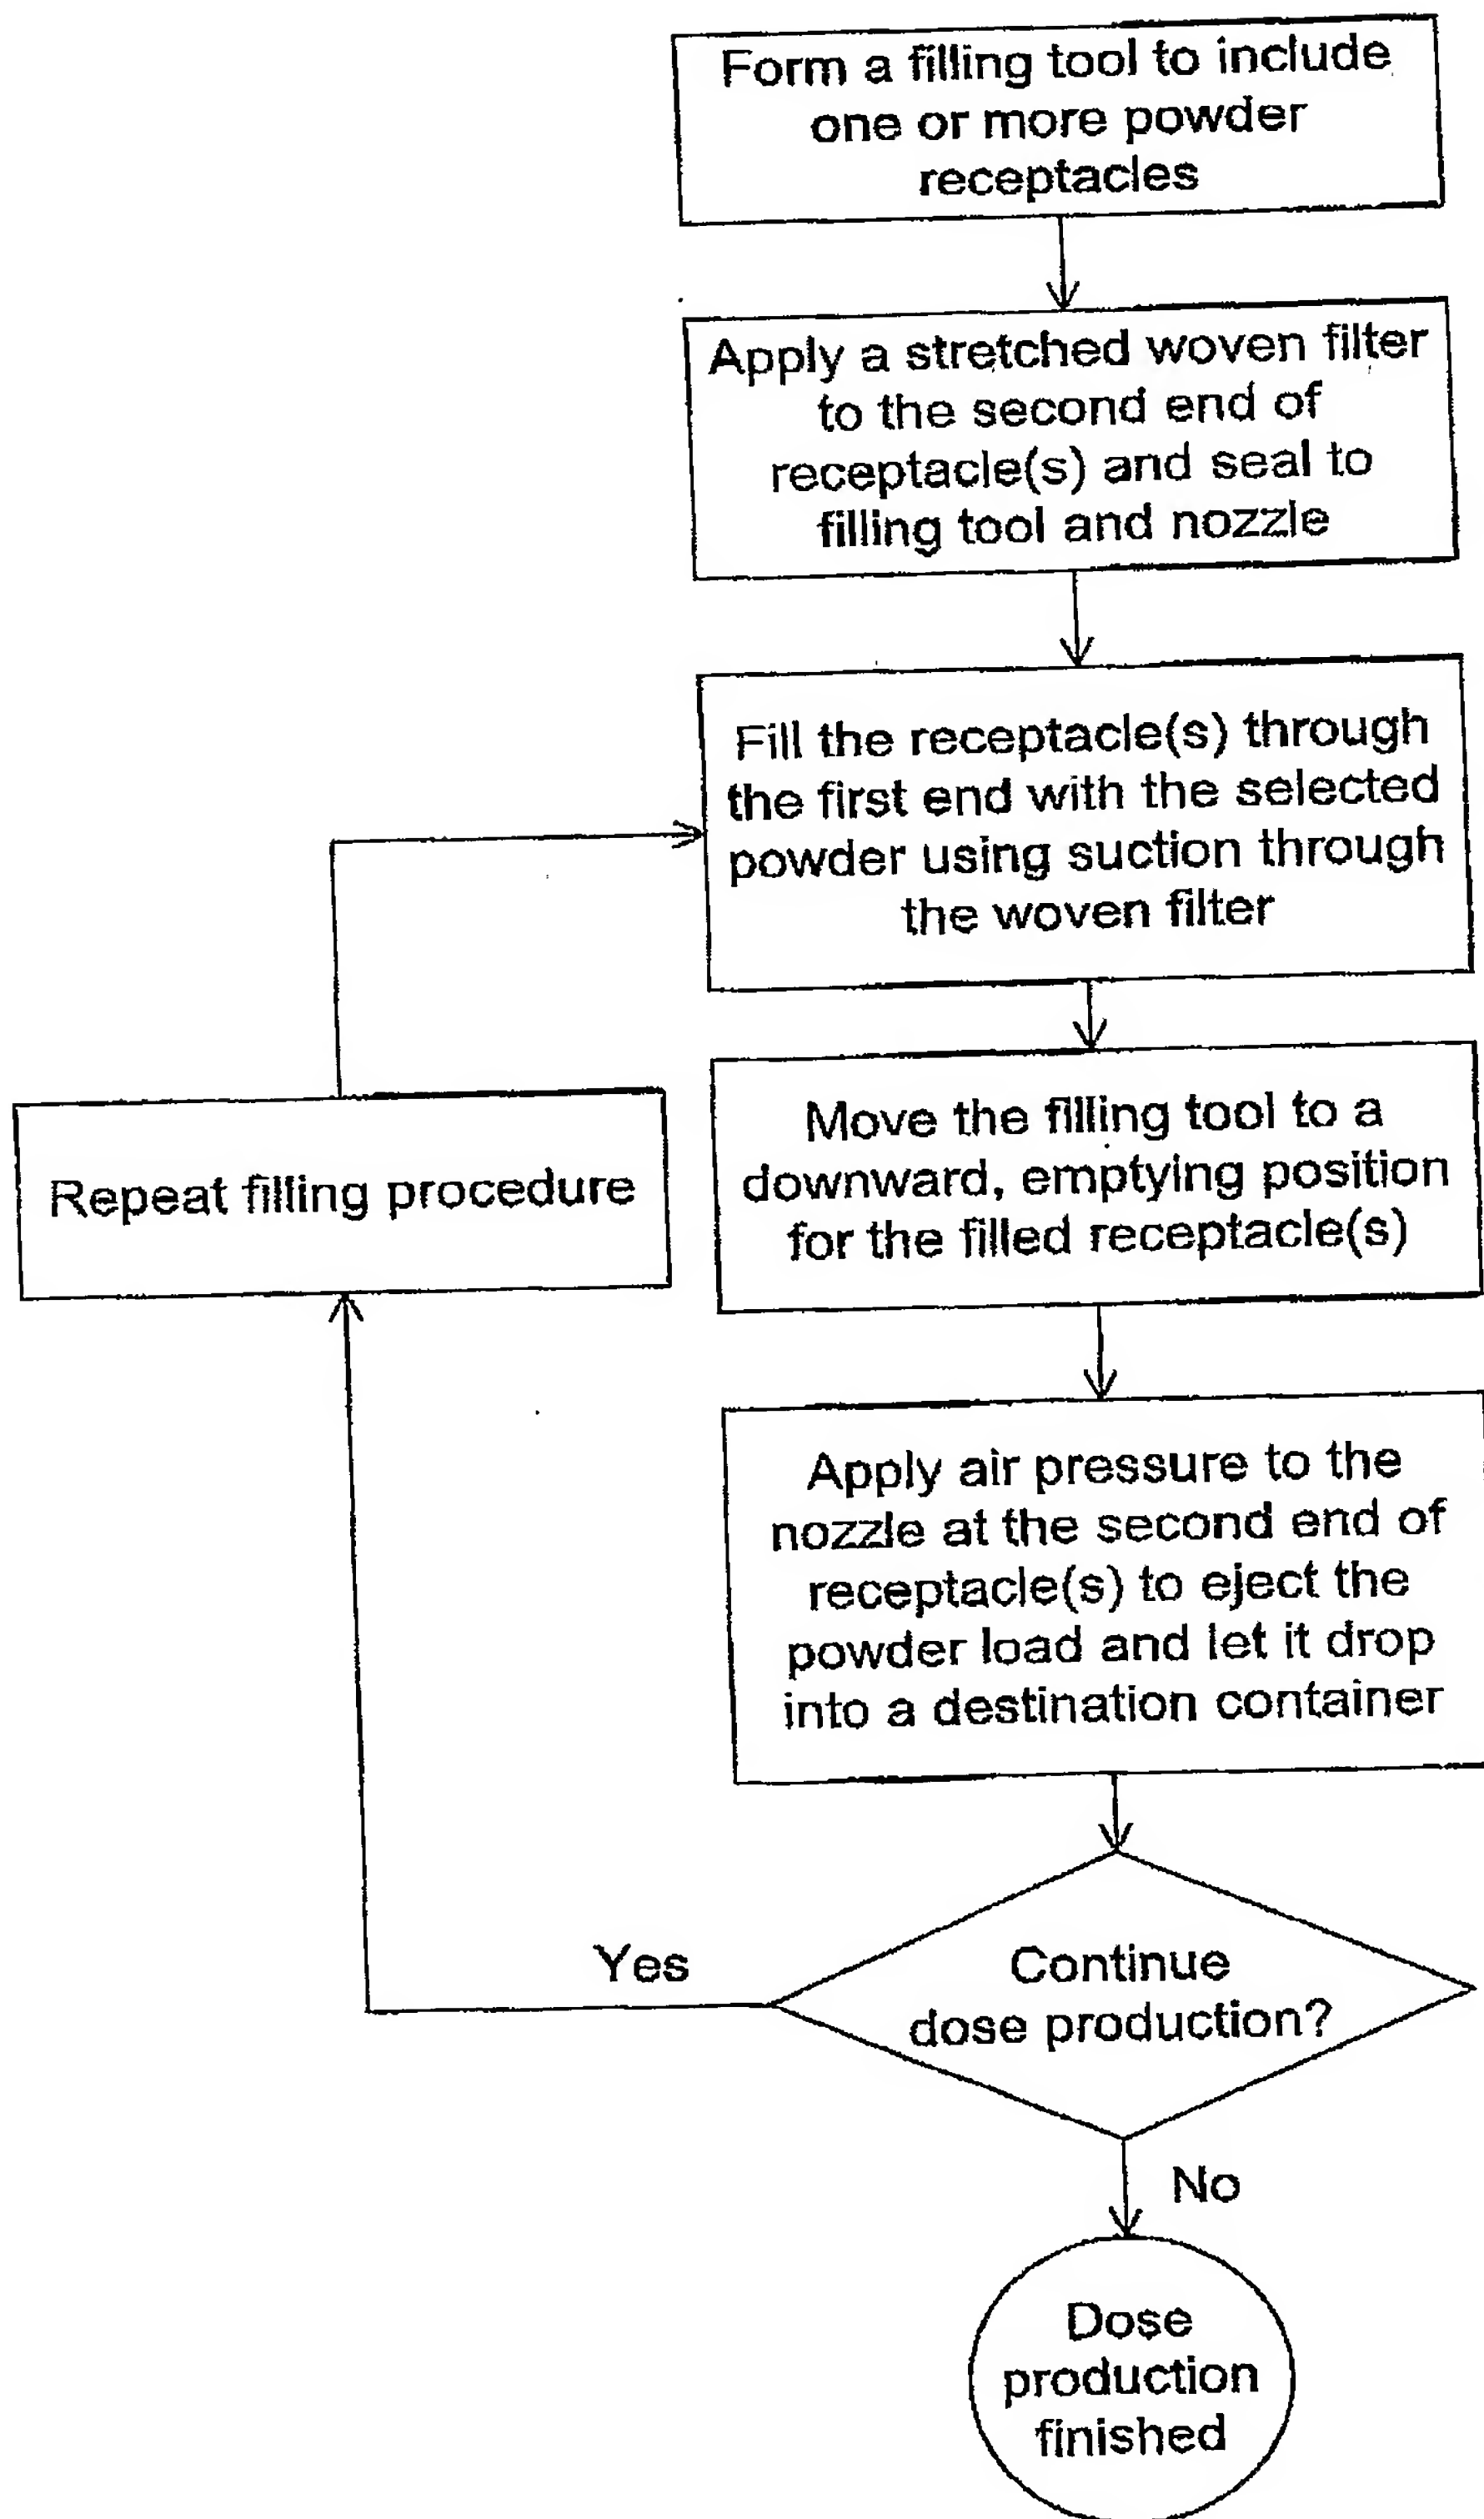 Form a filling tool to include
one or more powder
receptacles
Apply a stretched woven filter
to the second end of
receptacle(s) and seal to
filling tool and nozzle
Fill the receptacle(s) through
the first end with the selected
powder using suction through
the woven filter
Move the filling tool to a
downward, emptying position
for the filled receptacle(s)
Repeat filling procedure
Apply air pressure to the
nozzle at the second end of
receptacle(s) to eject the
powder load and let it drop
into a destination container
Yes
Continue
dose production?
No
Dose
production
finished